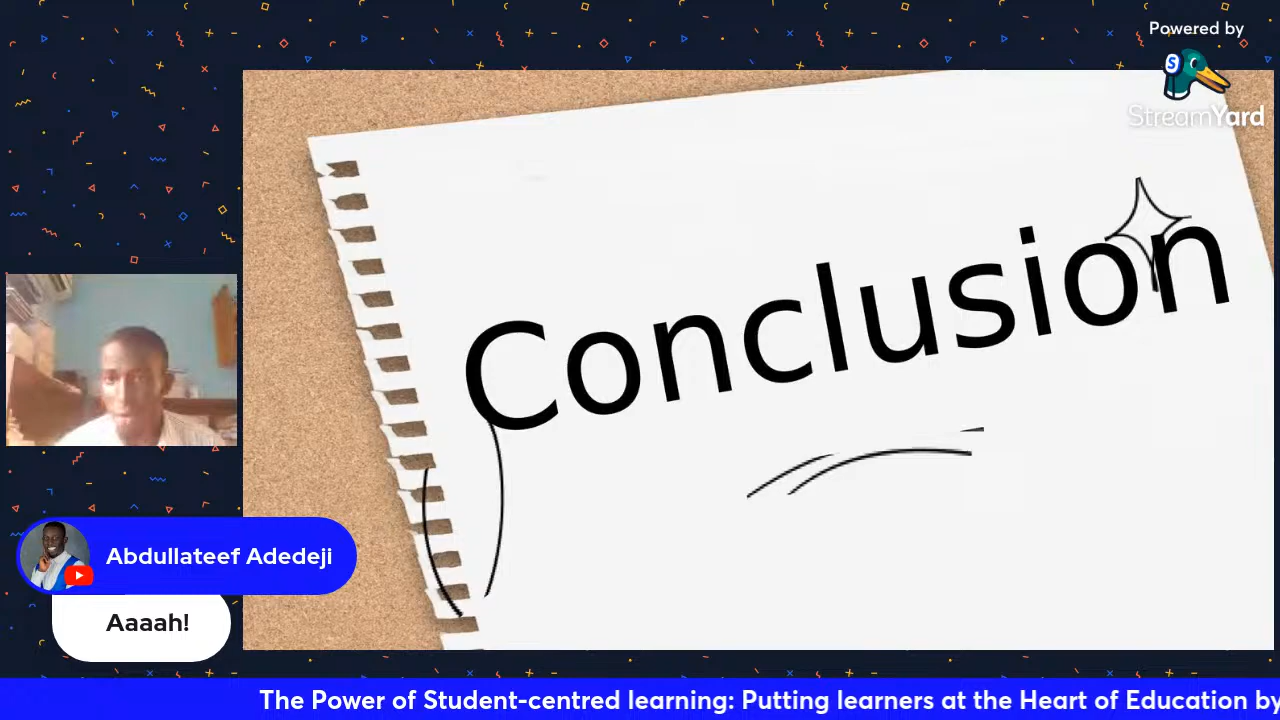 Powered by
StreamYard
Conclusion
Abdullateef Adedeji
Aaaah!
The Power of Student-centred learning: Putting learners at the Heart of Education by